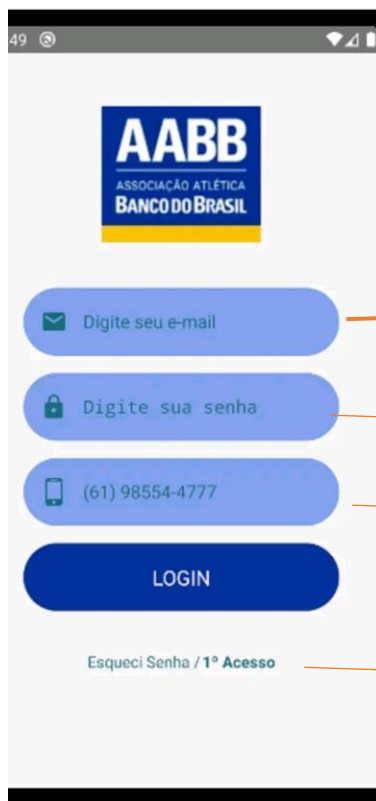 49
AABB
ASSOCIAÇÃO ATLÉTICA
BANCO DO BRASIL
Digite seu e-mail
Digite sua senha
(61) 98554-4777
LOGIN
Esqueci Senha / 1º Acesso